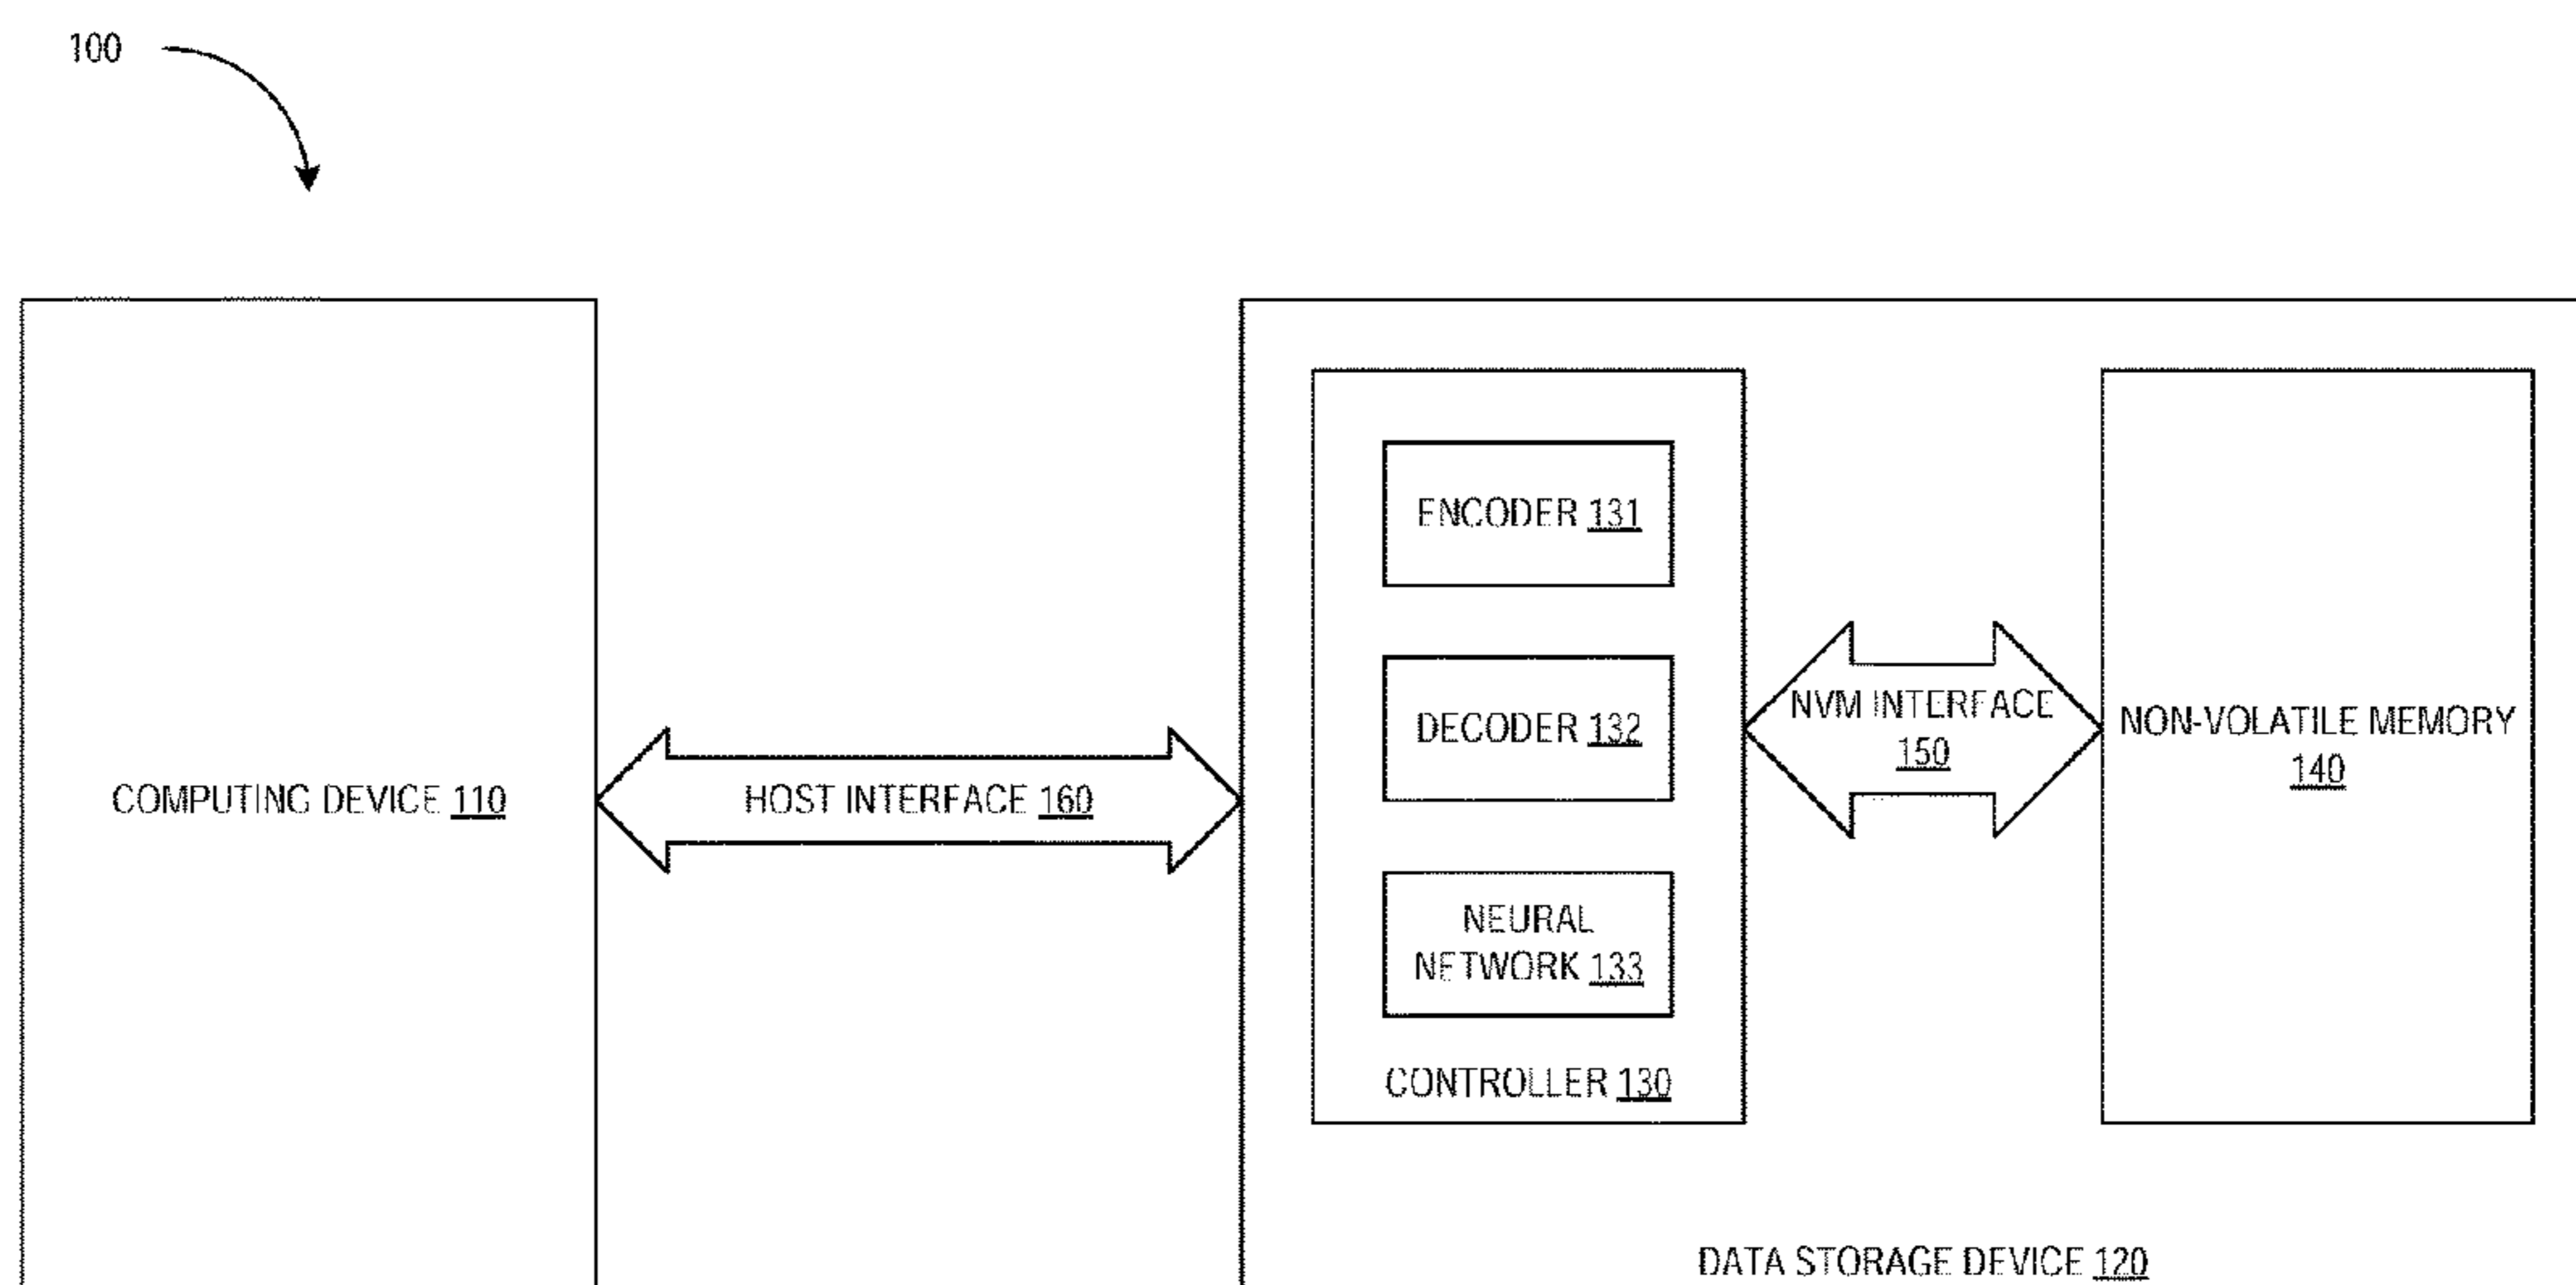 100
COMPUTING DEVICE 110
HOST INTERFACE 160
ENCODER 131
DECODER 132
NEURAL
NETWORK 133
CONTROLLER 130
NVM INTERFACE
150
NON-VOLATILE MEMORY
140
DATA STORAGE DEVICE 120